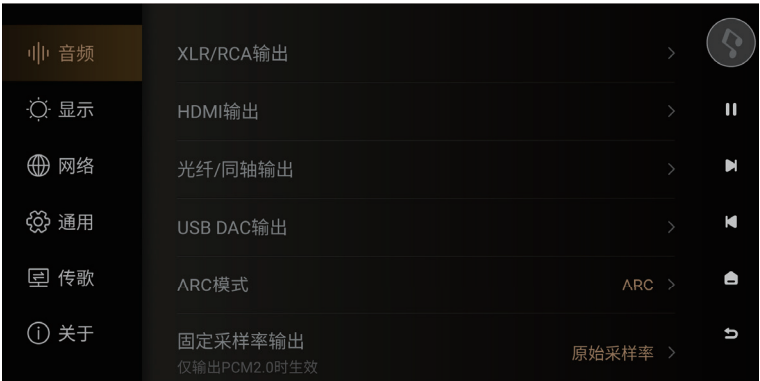 音频
显示
网络
通用
传歌
关于
XLR/RCA输出
HDMI输出
光纤/同轴输出
USB DAC输出
ARC模式 ARC
固定采样率输出 原始采样率
仅输出PCM2.0时生效